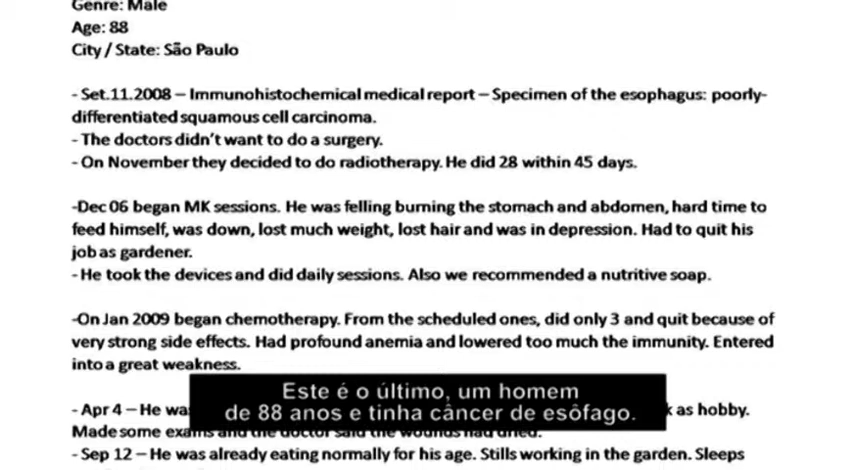 Genre: Male
Age: 88
City / State: São Paulo
- Set.11.2008 – Immunohistochemical medical report – Specimen of the esophagus: poorly-
differentiated squamous cell carcinoma.
- The doctors didn't want to do a surgery.
- On November they decided to do radiotherapy. He did 28 within 45 days.
-Dec 06 began MK sessions. He was felling burning the stomach and abdomen, hard time to
feed himself, was down, lost much weight, lost hair and was in depression. Had to quit his
job as gardener.
- He took the devices and did daily sessions. Also we recommended a nutritive soap.
-On Jan 2009 began chemotherapy. From the scheduled ones, did only 3 and quit because of
very strong side effects. Had profound anemia and lowered too much the immunity. Entered
into a great weakness.
- Apr 4 – He as hobby.
Made some exams and the doctor said the wounds had dried.
- Sep 12 – He was already eating normally for his age. Stills working in the garden. Sleeps
Este é o último, um homem
de 88 anos e tinha câncer de esôfago.